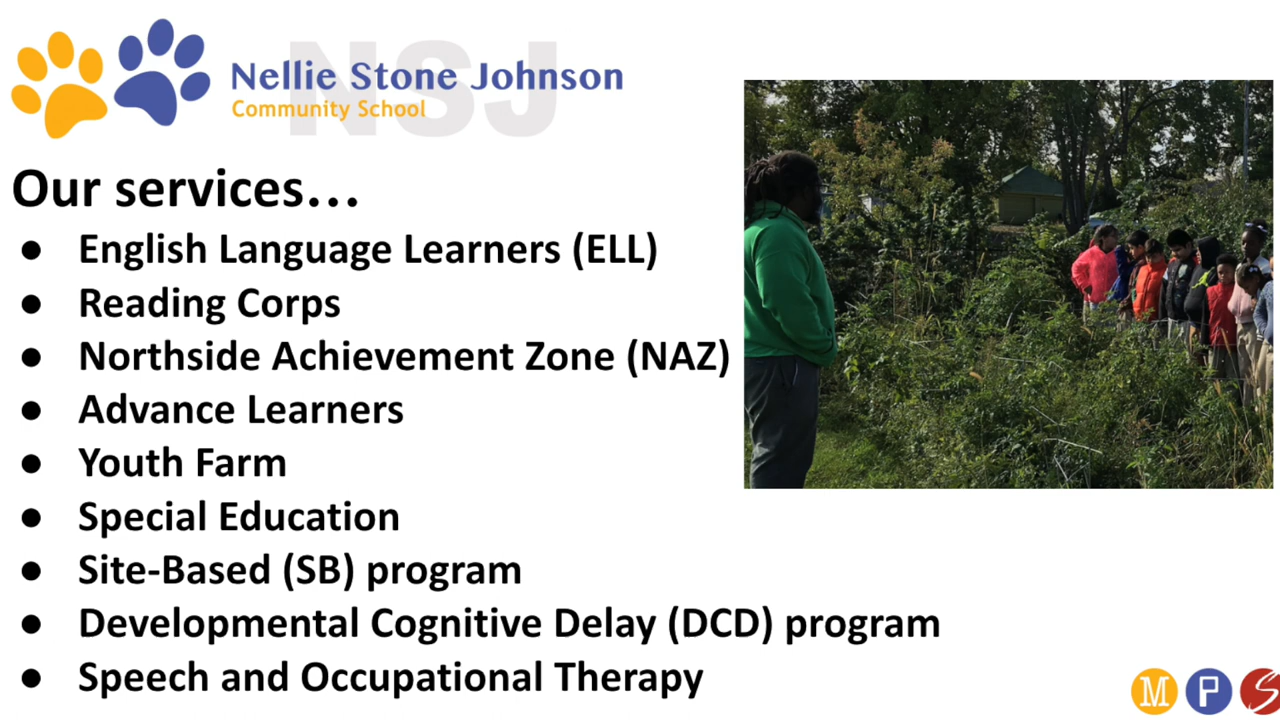 NSJ
Nellie Stone Johnson
Community School
Our services...
● English Language Learners (ELL)
● Reading Corps
● Northside Achievement Zone (NAZ)
● Advance Learners
● Youth Farm
● Special Education
● Site-Based (SB) program
● Developmental Cognitive Delay (DCD) program
● Speech and Occupational Therapy
M P S